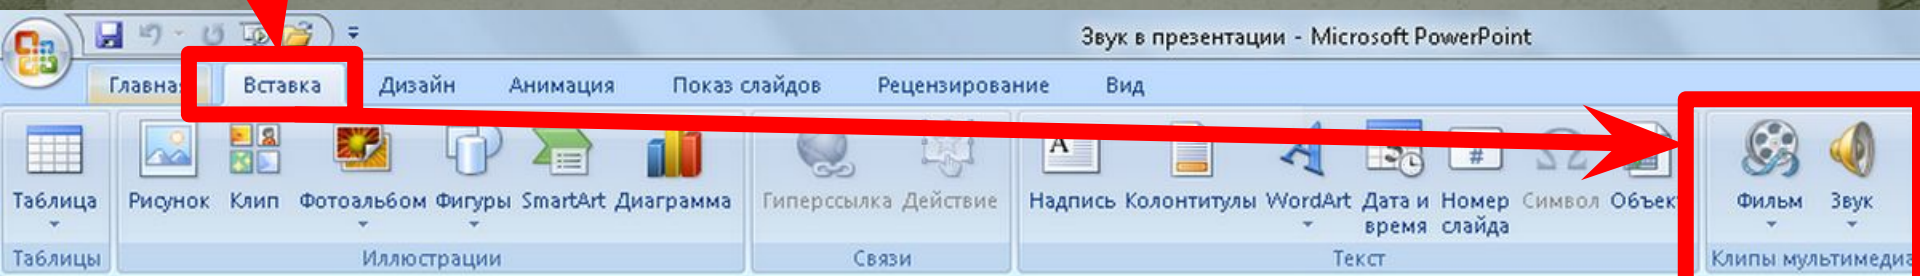 Звук в презентации - Microsoft PowerPoint
Главная Вставка Дизайн Анимация Показ слайдов Рецензирование Вид
Таблица Рисунок Клип Фотоальбом Фигуры SmartArt Диаграмма Гиперссылка Действие Надпись Колонтитулы WordArt Дата и время Номер слайда Символ Объект Фильм Звук
Таблицы Иллюстрации Связи Текст Клипы мультимедиа